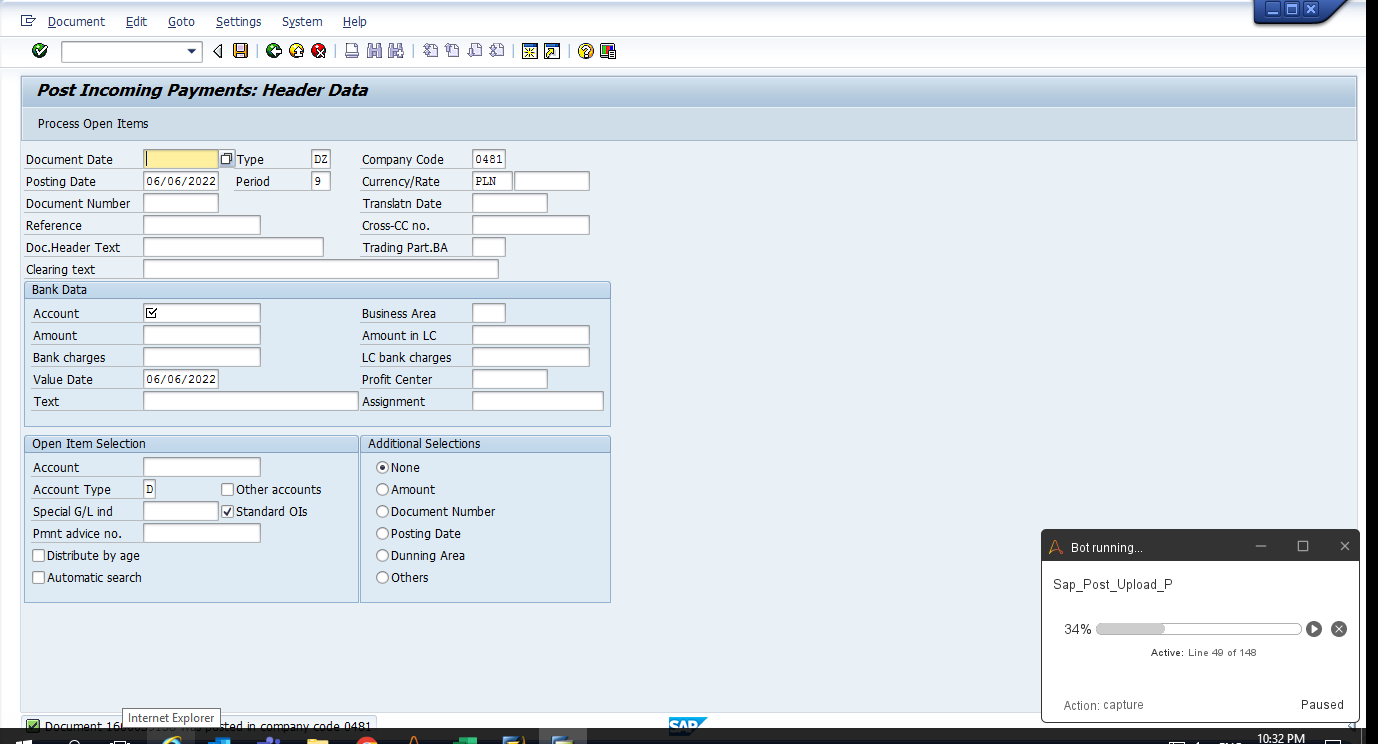 Document Edit Goto Settings System Help
Post Incoming Payments: Header Data
Process Open Items
Document Date Type DZ Company Code 0481
Posting Date 06/06/2022 Period 9 Currency/Rate PLN
Document Number Translatn Date
Reference Cross-CC no.
Doc.Header Text Trading Part.BA
Clearing text
Bank Data
Account Business Area
Amount Amount in LC
Bank charges LC bank charges
Value Date 06/06/2022 Profit Center
Text Assignment
Open Item Selection Additional Selections
Account None
Account Type D Other accounts Amount
Special G/L ind Standard OIs Document Number
Pmnt advice no. Posting Date
Distribute by age Dunning Area
Automatic search Others
Bot running...
Sap_Post_Upload_P
34%
Active: Line 49 of 148
Action: capture Paused
Internet Explorer
Document posted in company code 0481
SAP
10:32 PM